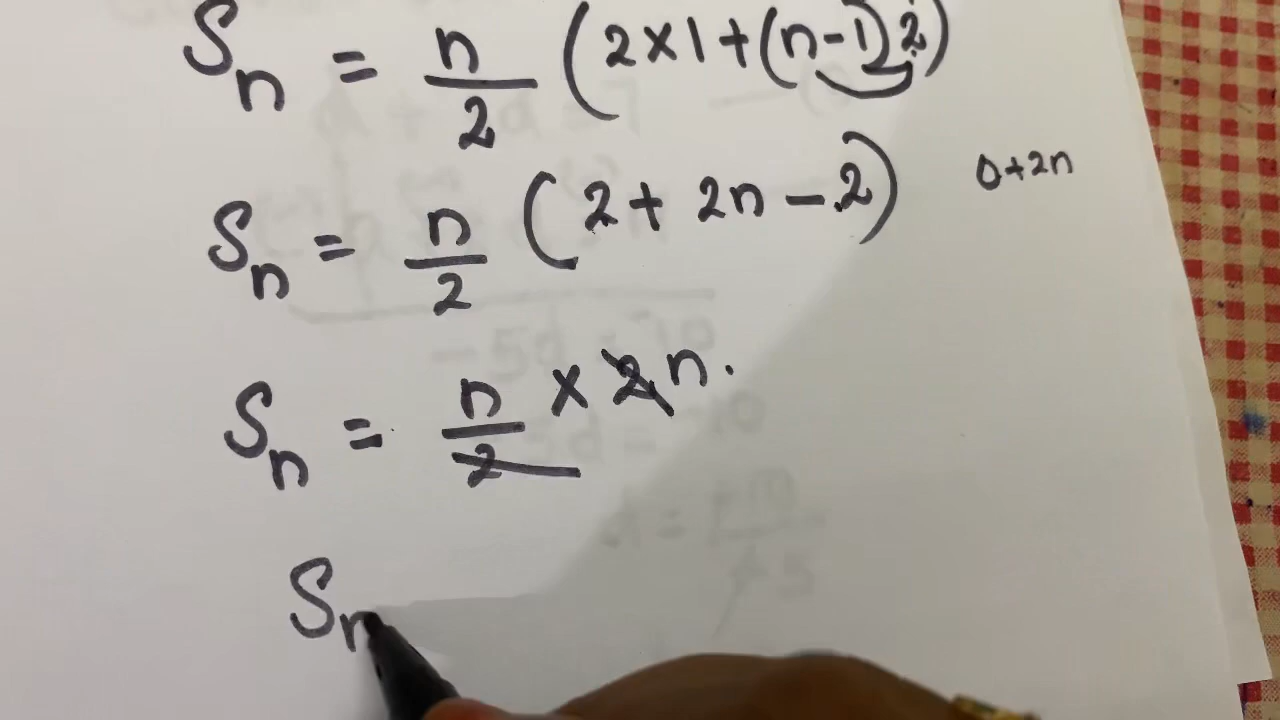 Sn = n/2 (2×1+(n-1)2)
Sn = n/2 (2+2n-2) 0+2n
Sn = n/2 × 2n.
Sn